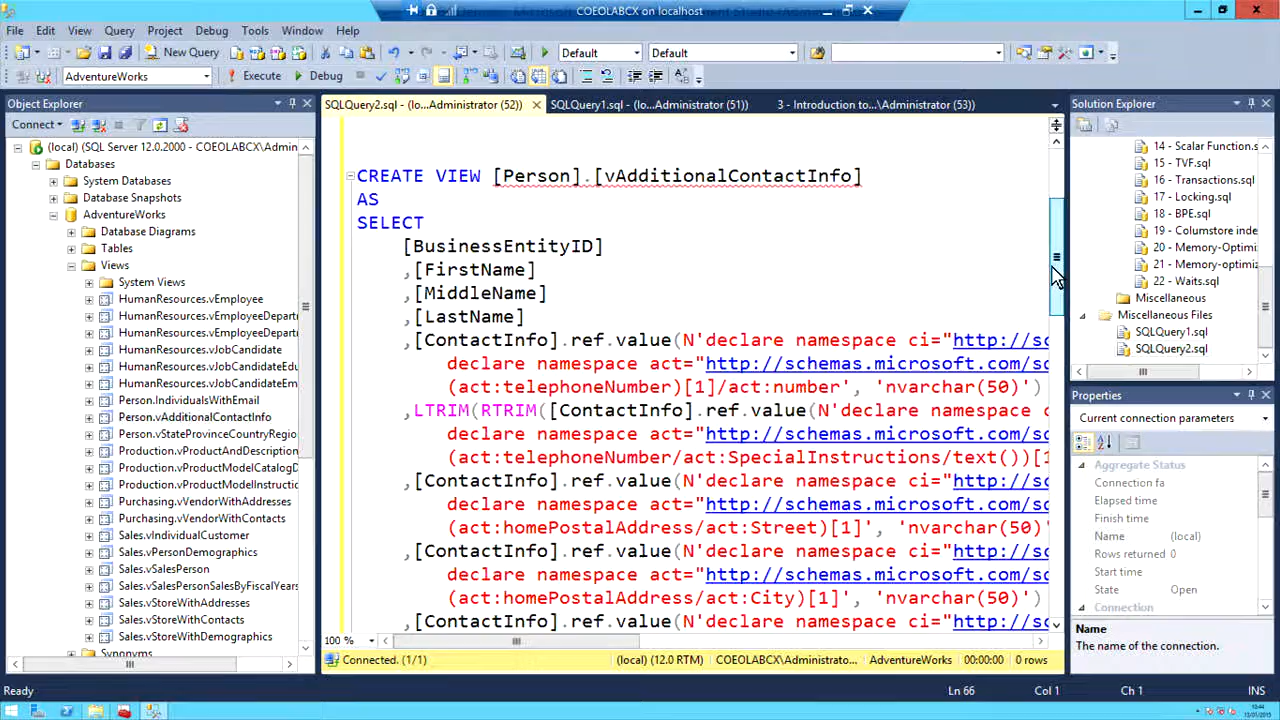 COEOLABCX on localhost
File Edit View Query Project Debug Tools Window Help
New Query Default Default
AdventureWorks Execute Debug
Object Explorer
Connect
(local) (SQL Server 12.0.2000 - COEOLABCX\Admin
Databases
System Databases
Database Snapshots
AdventureWorks
Database Diagrams
Tables
Views
System Views
HumanResources.vEmployee
HumanResources.vEmployeeDepart
HumanResources.vEmployeeDepart
HumanResources.vJobCandidate
HumanResources.vJobCandidateEdu
HumanResources.vJobCandidateEm
Person.IndividualsWithEmail
Person.vAdditionalContactInfo
Person.vStateProvinceCountryRegio
Production.vProductAndDescription
Production.vProductModelCatalogD
Production.vProductModelInstructio
Purchasing.vVendorWithAddresses
Purchasing.vVendorWithContacts
Sales.vIndividualCustomer
Sales.vPersonDemographics
Sales.vSalesPerson
Sales.vSalesPersonSalesByFiscalYears
Sales.vStoreWithAddresses
Sales.vStoreWithContacts
Sales.vStoreWithDemographics
Synonyms
SQLQuery2.sql - (lo...Administrator (52)) SQLQuery1.sql - (lo...Administrator (51)) 3 - Introduction to...\Administrator (53))
CREATE VIEW [Person].[vAdditionalContactInfo]
AS
SELECT
[BusinessEntityID]
,[FirstName]
,[MiddleName]
,[LastName]
,[ContactInfo].ref.value(N'declare namespace ci="http://sc
declare namespace act="http://schemas.microsoft.com/sc
(act:telephoneNumber)[1]/act:number', 'nvarchar(50)')
,LTRIM(RTRIM([ContactInfo].ref.value(N'declare namespace c
declare namespace act="http://schemas.microsoft.com/sc
(act:telephoneNumber/act:SpecialInstructions/text())[1
,[ContactInfo].ref.value(N'declare namespace ci="http://sc
declare namespace act="http://schemas.microsoft.com/sc
(act:homePostalAddress/act:Street)[1]', 'nvarchar(50)'
,[ContactInfo].ref.value(N'declare namespace ci="http://sc
declare namespace act="http://schemas.microsoft.com/sc
(act:homePostalAddress/act:City)[1]', 'nvarchar(50)')
,[ContactInfo].ref.value(N'declare namespace ci="http://sc
100 %
Connected. (1/1) (local) (12.0 RTM) COEOLABCX\Administrato... AdventureWorks 00:00:00 0 rows
Solution Explorer
14 - Scalar Function.s
15 - TVF.sql
16 - Transactions.sql
17 - Locking.sql
18 - BPE.sql
19 - Columnstore inde
20 - Memory-Optimi
21 - Memory-optimiz
22 - Waits.sql
Miscellaneous
Miscellaneous Files
SQLQuery1.sql
SQLQuery2.sql
Properties
Current connection parameters
Aggregate Status
Connection fa
Elapsed time
Finish time
Name (local)
Rows returned 0
Start time
State Open
Connection
Name
The name of the connection.
Ready Ln 66 Col 1 Ch 1 INS
10:44
13/01/2015